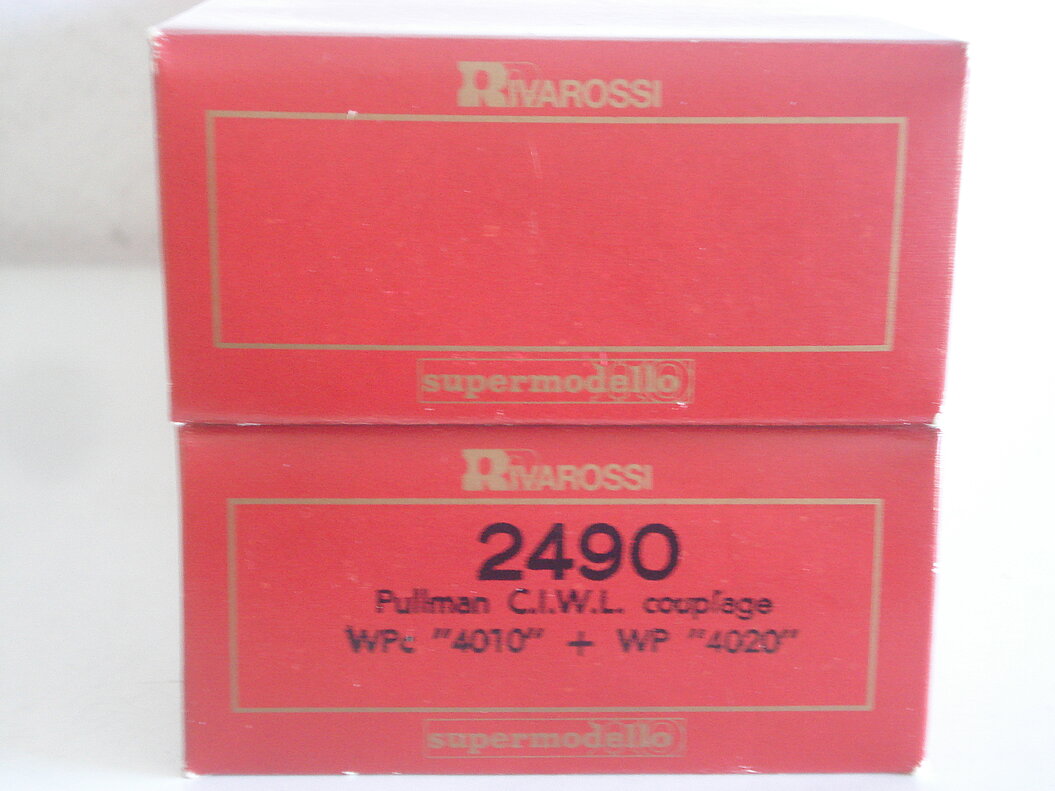 RIVAROSSI
supermodello
RIVAROSSI
2490
Pullman C.I.W.L. couplage
WPc "4010" + WP "4020"
supermodello